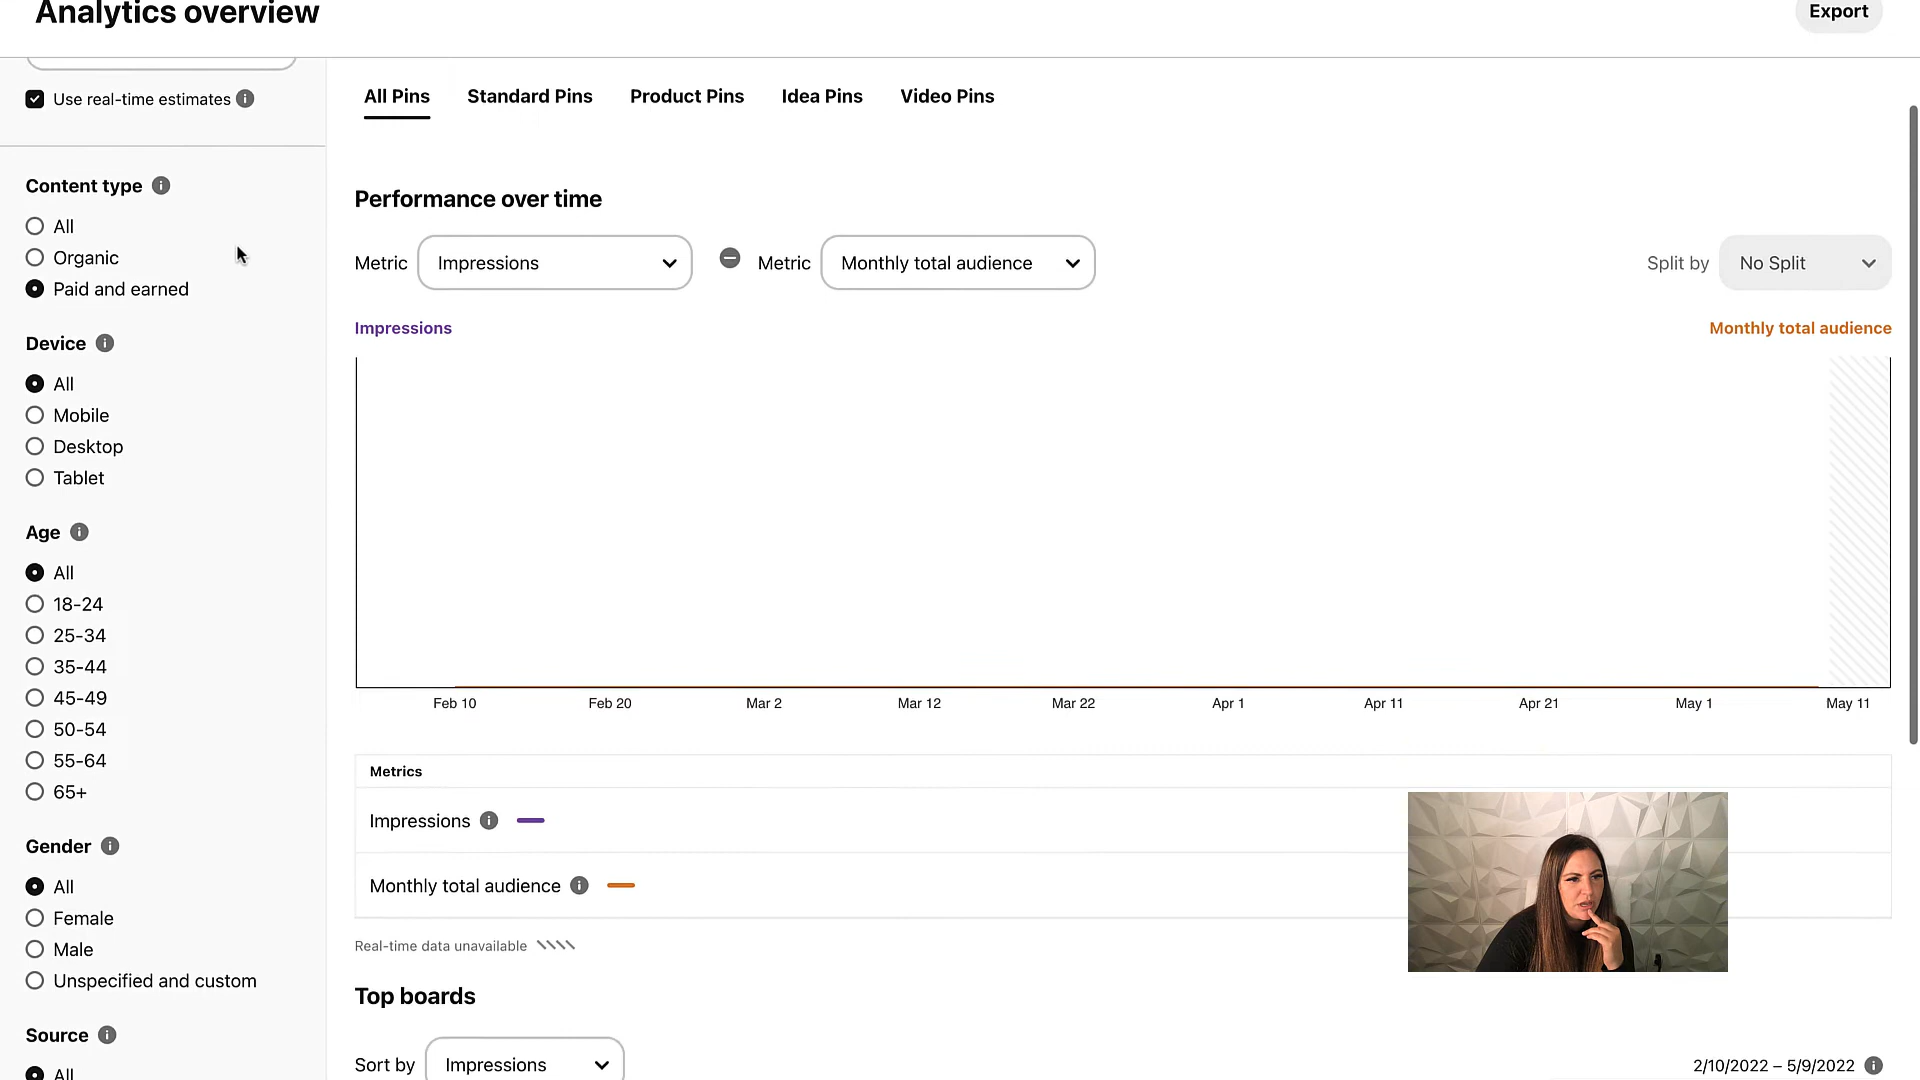 Analytics overview
Export
Use real-time estimates
Content type
All
Organic
Paid and earned
Device
All
Mobile
Desktop
Tablet
Age
All
18-24
25-34
35-44
45-49
50-54
55-64
65+
Gender
All
Female
Male
Unspecified and custom
Source
All
All Pins Standard Pins Product Pins Idea Pins Video Pins
Performance over time
Metric Impressions Metric Monthly total audience Split by No Split
Impressions Monthly total audience
Feb 10 Feb 20 Mar 2 Mar 12 Mar 22 Apr 1 Apr 11 Apr 21 May 1 May 11
Metrics
Impressions
Monthly total audience
Real-time data unavailable
Top boards
Sort by Impressions 2/10/2022 – 5/9/2022